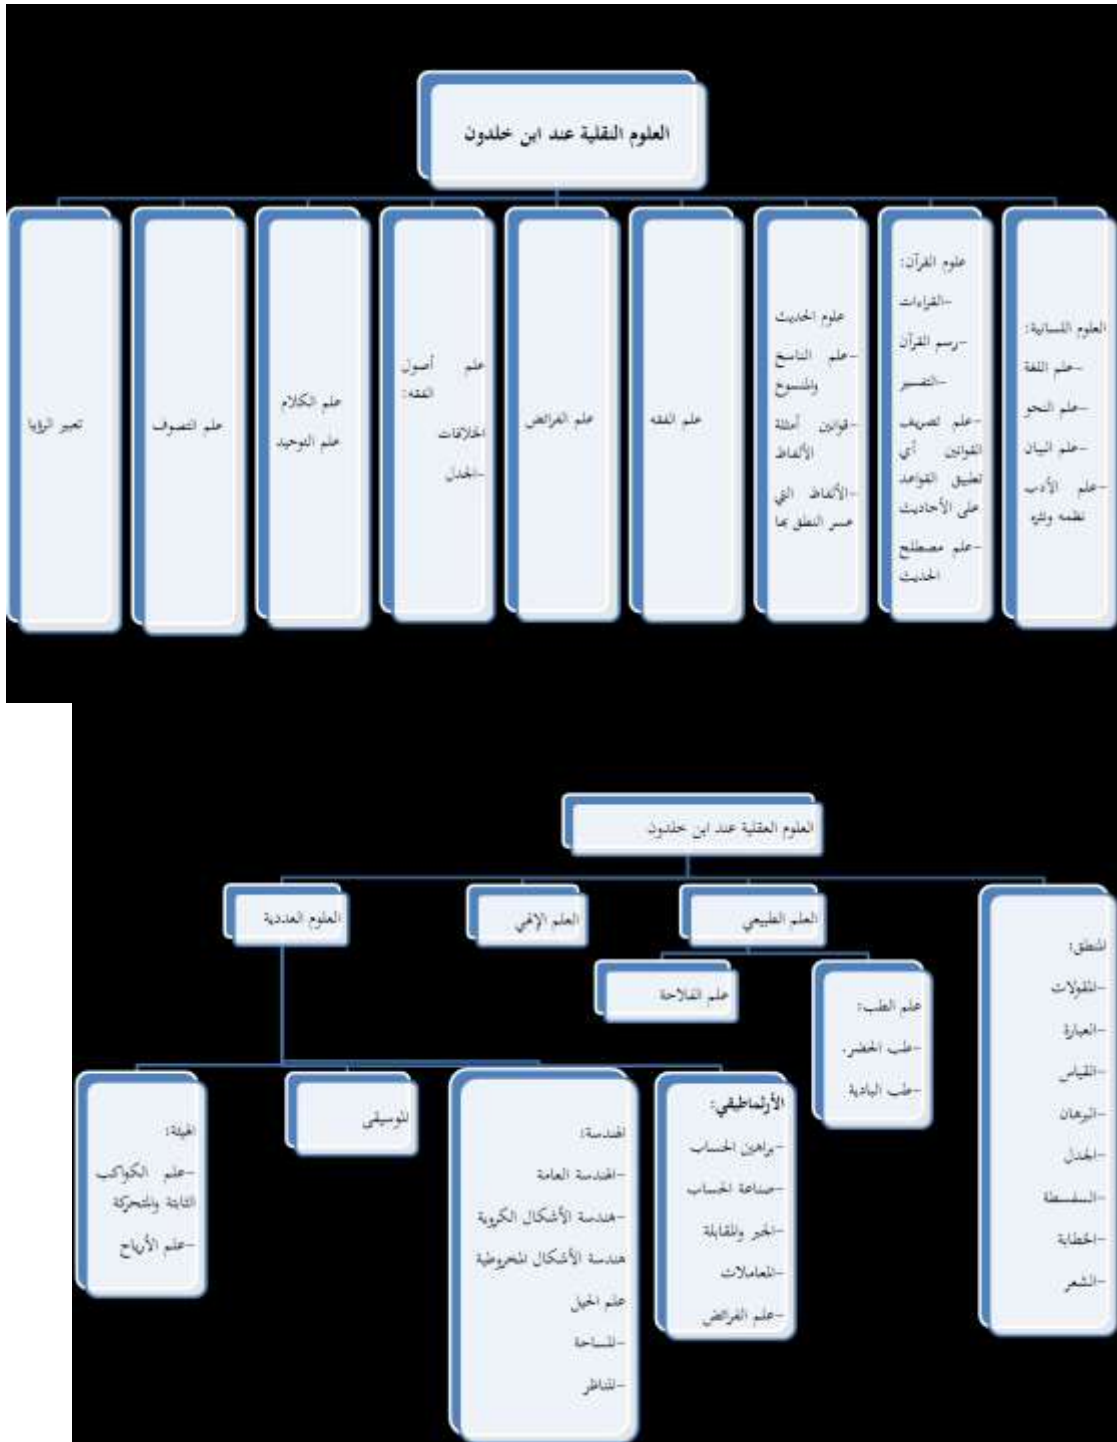 العلوم النقلية عند ابن خلدون
العلوم اللسانية:
-علم اللغة
-علم النحو
-علم البيان
-علم الأدب
نظمه ونثره
علوم القرآن:
-القراءات
-رسم القرآن
-التفسير
-علم تصريف
القوانين أي
تطبيق القواعد
على الأحاديث
-علم مصطلح
الحديث
علوم الحديث
-علم الناسخ
والمنسوخ
-قوانين أمثلة
الألفاظ
-الألفاظ التي
عسر النطق بها
علم الفقه
علم الفرائض
علم أصول
الفقه:
الخلافات
-الجدل
علم الكلام
علم التوحيد
علم التصوف
تعبير الرؤيا
العلوم العقلية عند ابن خلدون
المنطق:
-المقولات
-العبارة
-القياس
-البرهان
-الجدل
-السفسطة
-الخطابة
-الشعر
العلم الطبيعي
العلم الإلهي
العلوم العددية
علم الطب:
-طب الحضر.
-طب البادية
علم الفلاحة
الأرتماطيقي:
-براهين الحساب
-صناعة الحساب
-الجبر والمقابلة
-المعاملات
-علم الفرائض
الهندسة:
-الهندسة العامة
-هندسة الأشكال الكروية
هندسة الأشكال المخروطية
علم الحيل
-المساحة
-المناظر
الموسيقى
الهيئة:
-علم الكواكب
الثابتة والمتحركة
-علم الأرياح